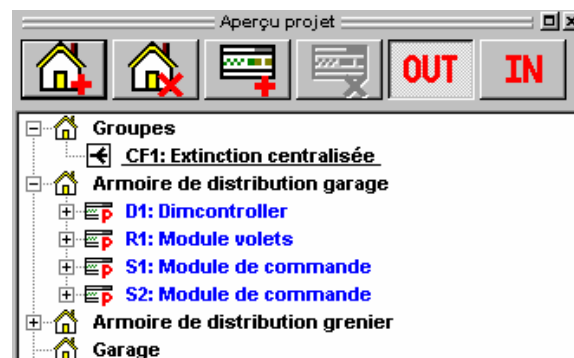 Aperçu projet
OUT IN
Groupes
CF1: Extinction centralisée
Armoire de distribution garage
D1: Dimcontroller
R1: Module volets
S1: Module de commande
S2: Module de commande
Armoire de distribution grenier
Garage